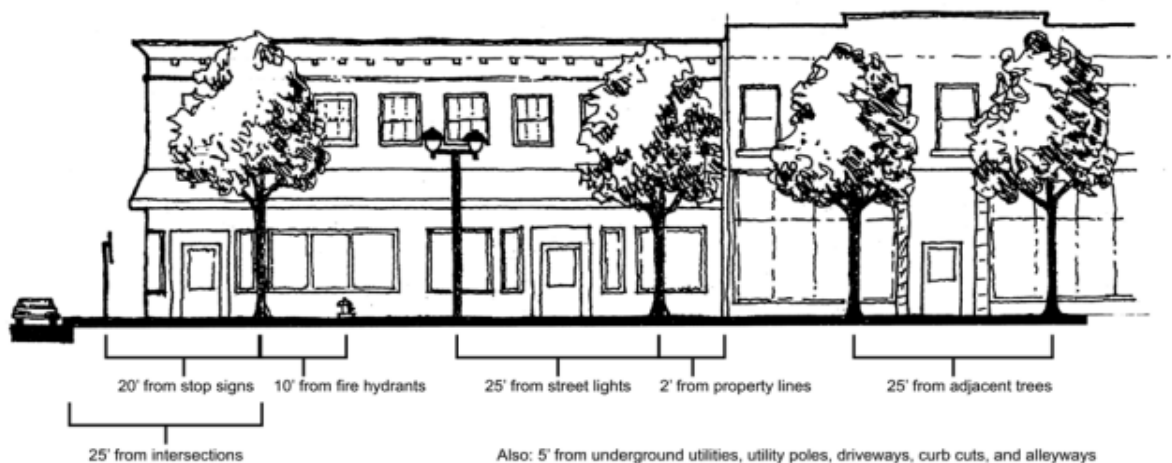 20' from stop signs
10' from fire hydrants
25' from street lights
2' from property lines
25' from adjacent trees
25' from intersections
Also: 5' from underground utilities, utility poles, driveways, curb cuts, and alleyways